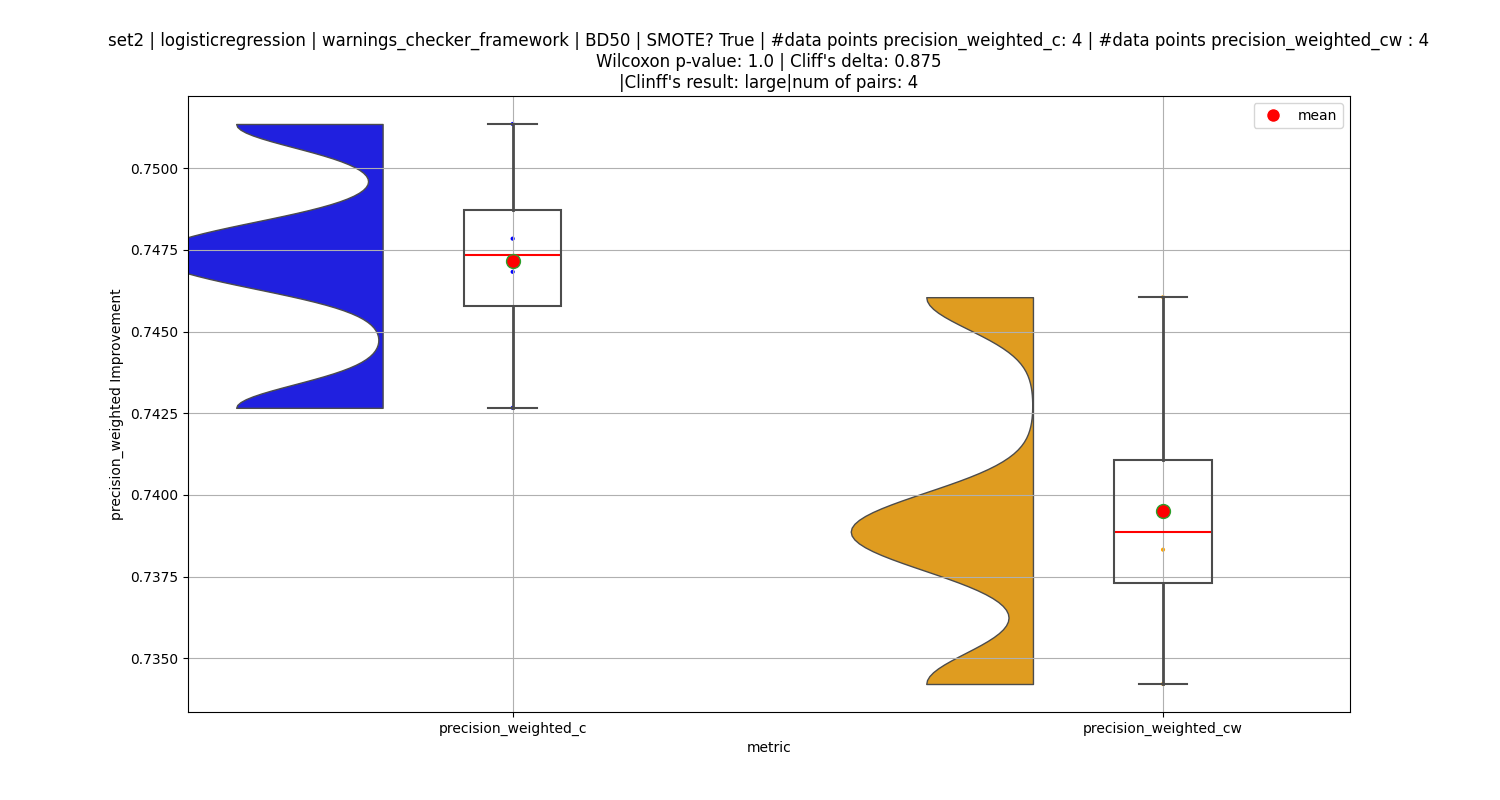 set2 | logisticregression | warnings_checker_framework | BD50 | SMOTE? True | #data points precision_weighted_c: 4 | #data points precision_weighted_cw : 4
Wilcoxon p-value: 1.0 | Cliff's delta: 0.875
|Clinff's result: large|num of pairs: 4
mean
0.7500
0.7475
0.7450
0.7425
0.7400
0.7375
0.7350
precision_weighted Improvement
precision_weighted_c
precision_weighted_cw
metric